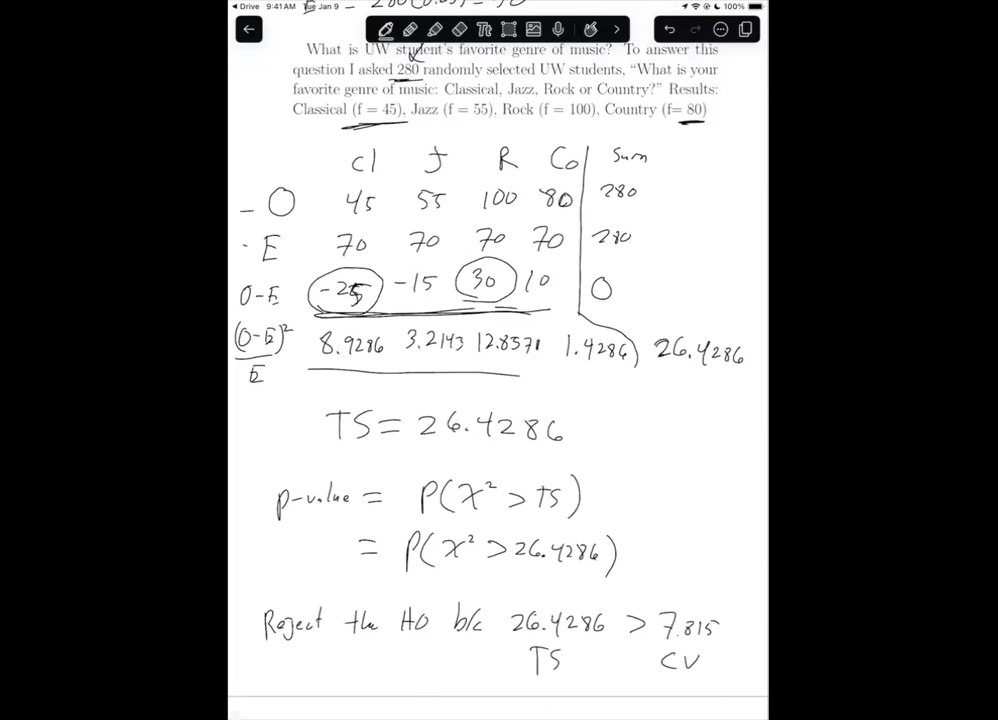 Drive 9:41 AM Tue Jan 9 100%
What is UW student's favorite genre of music? To answer this
question I asked 280 randomly selected UW students, "What is your
favorite genre of music: Classical, Jazz, Rock or Country?" Results:
Classical (f = 45), Jazz (f = 55), Rock (f = 100), Country (f= 80)
Cl J R Co Sum
- O 45 55 100 80 280
- E 70 70 70 70 280
O-E -25 -15 30 10 0
(O-E)²/E 8.9286 3.2143 12.8571 1.4286 26.4286
TS = 26.4286
p-value = P(χ² > TS)
= P(χ² > 26.4286)
Reject the H0 b/c 26.4286 > 7.815
TS CV